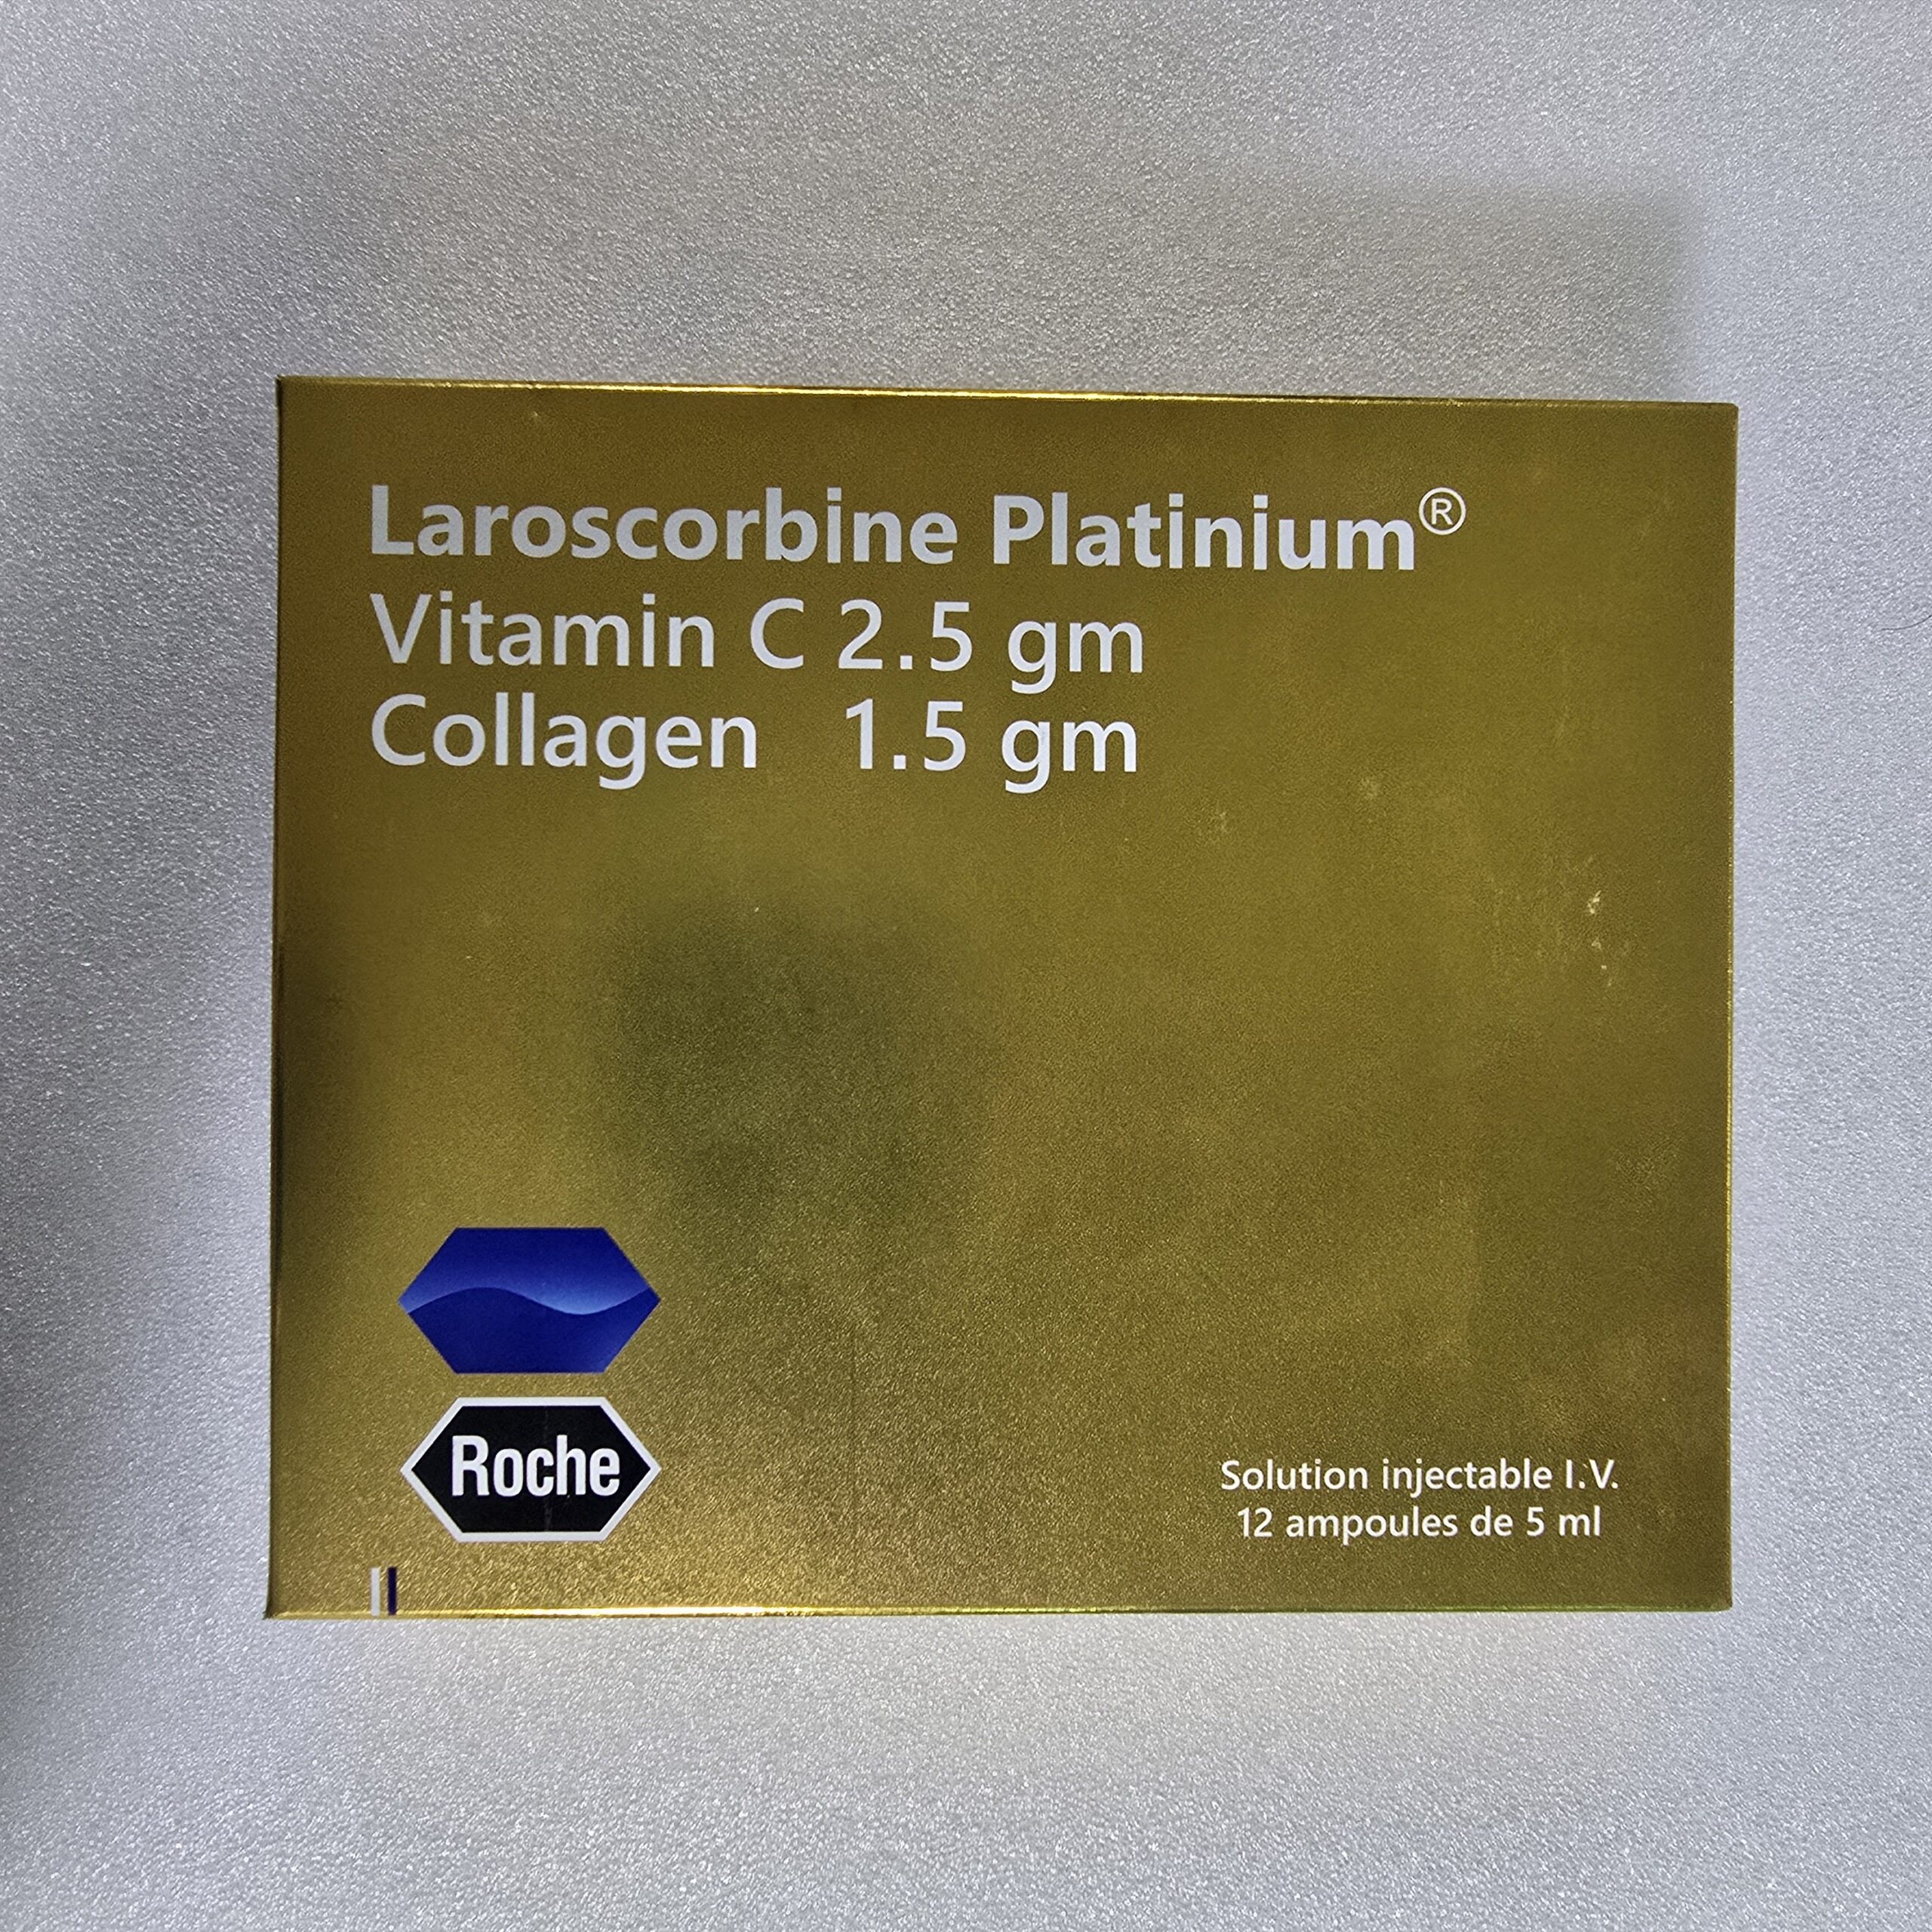 Laroscorbine Platinium®
Vitamin C 2.5 gm
Collagen 1.5 gm
Roche
Solution injectable I.V.
12 ampoules de 5 ml